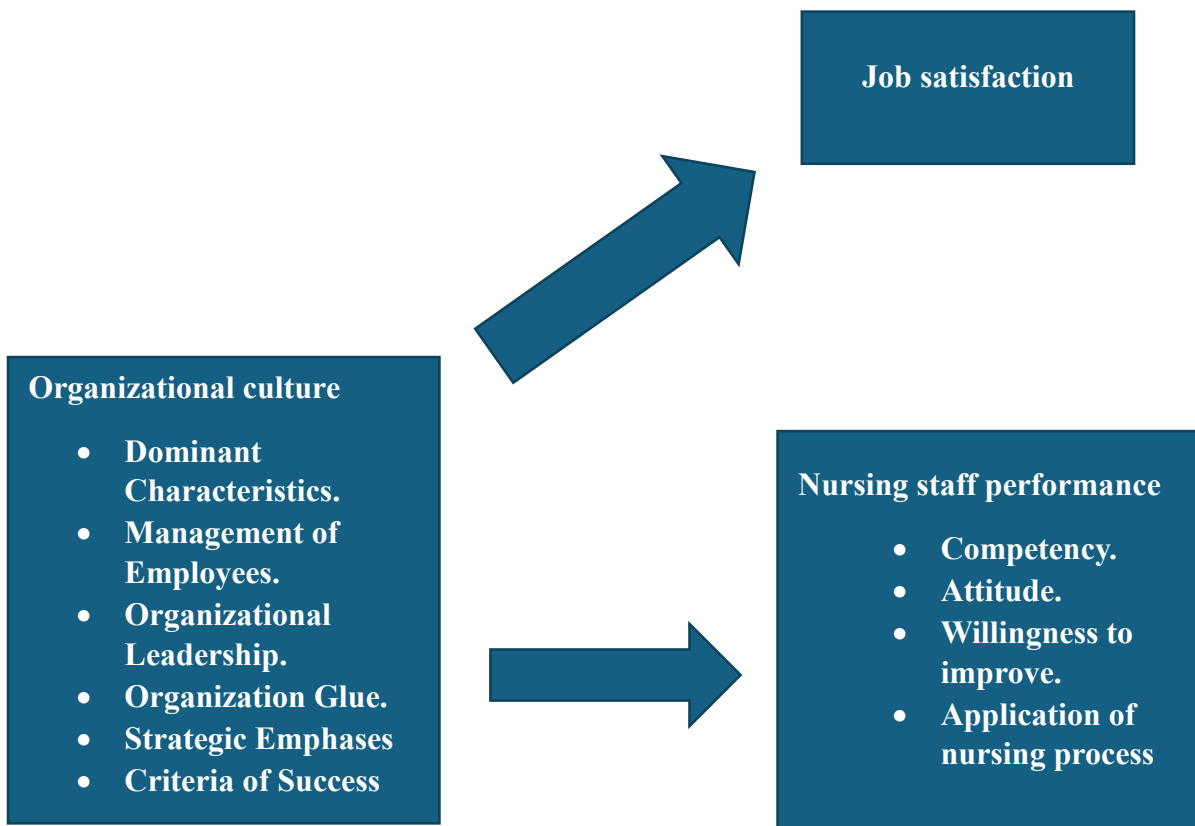 Job satisfaction
Organizational culture
• Dominant
Characteristics.
• Management of
Employees.
• Organizational
Leadership.
• Organization Glue.
• Strategic Emphases
• Criteria of Success
Nursing staff performance
• Competency.
• Attitude.
• Willingness to
improve.
• Application of
nursing process